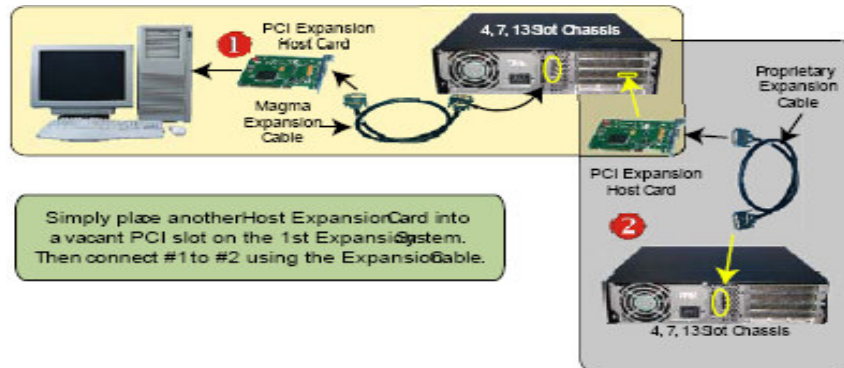 1
PCI Expansion
Host Card
4, 7, 13 Slot Chassis
Magma
Expansion
Cable
Proprietary
Expansion
Cable
PCI Expansion
Host Card
2
4, 7, 13 Slot Chassis
Simply place another Host Expansion Card into
a vacant PCI slot on the 1st Expansion System.
Then connect #1 to #2 using the Expansion Cable.